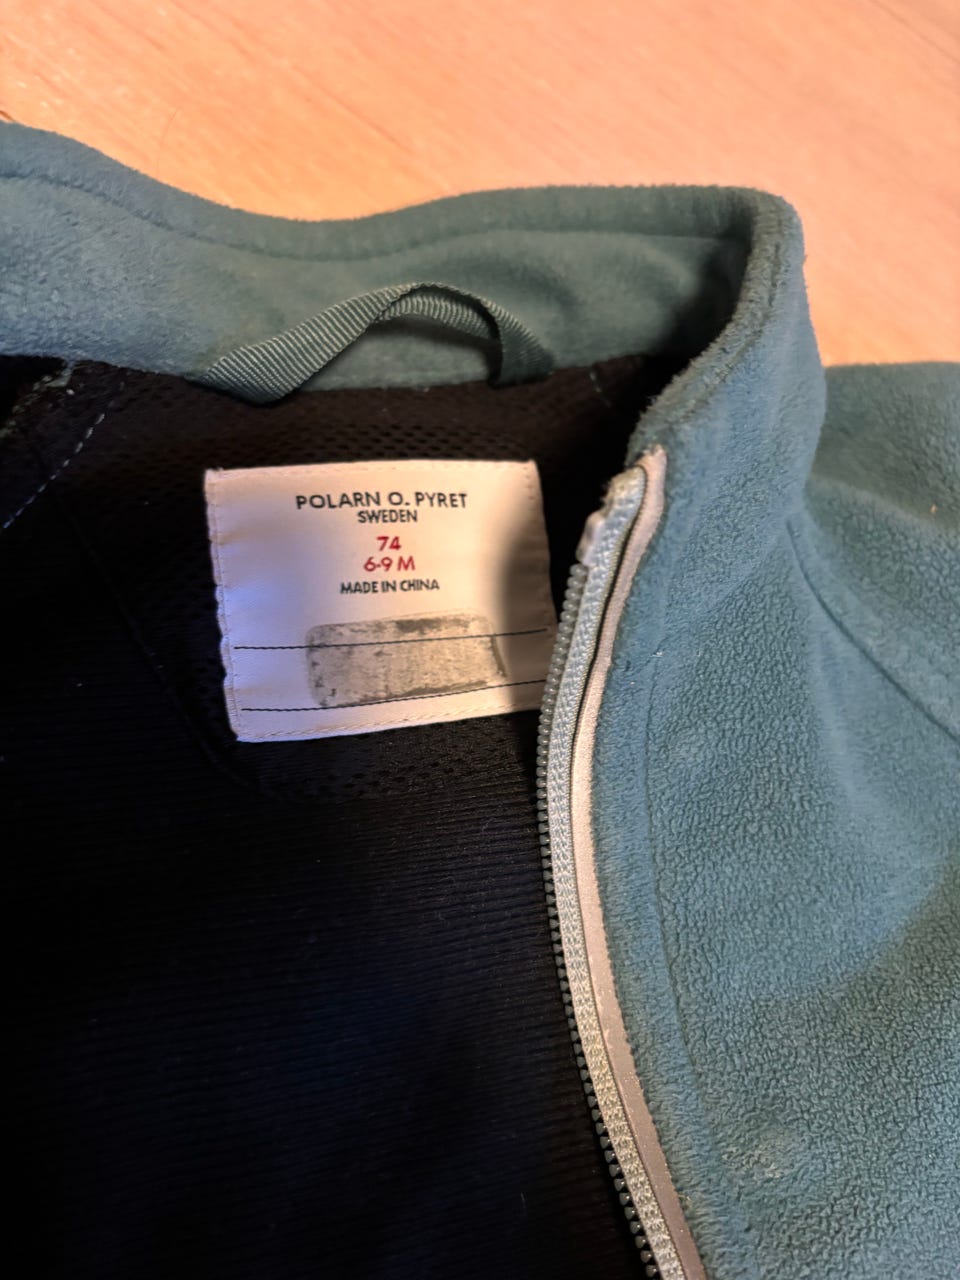 POLARN O. PYRET
SWEDEN
74
6-9 M
MADE IN CHINA